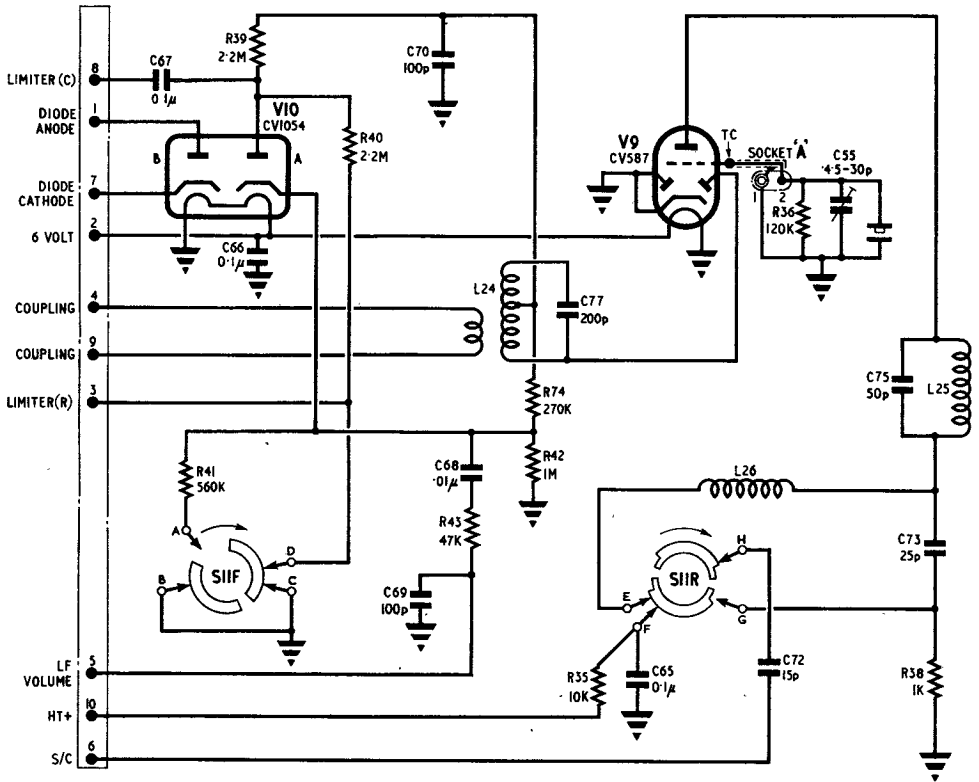 R39
2·2M
C70
100p
C67
0·1μ
8
LIMITER (C)
DIODE
ANODE
1
V10
CV1054
B
A
R40
2·2M
V9
CV587
TC
SOCKET 'A'
C55
4·5-30p
1
2
R36
120K
DIODE
CATHODE
7
6 VOLT
2
C66
0·1μ
COUPLING
4
L24
C77
200p
COUPLING
9
LIMITER(R)
3
R74
270K
C75
50p
L25
R41
560K
C68
·01μ
R42
1M
R43
47K
L26
A
B
D
C
S11F
C69
100p
H
E
F
G
S11R
C73
25p
LF
VOLUME
5
R35
10K
C65
0·1μ
C72
15p
R38
1K
HT+
10
S/C
6